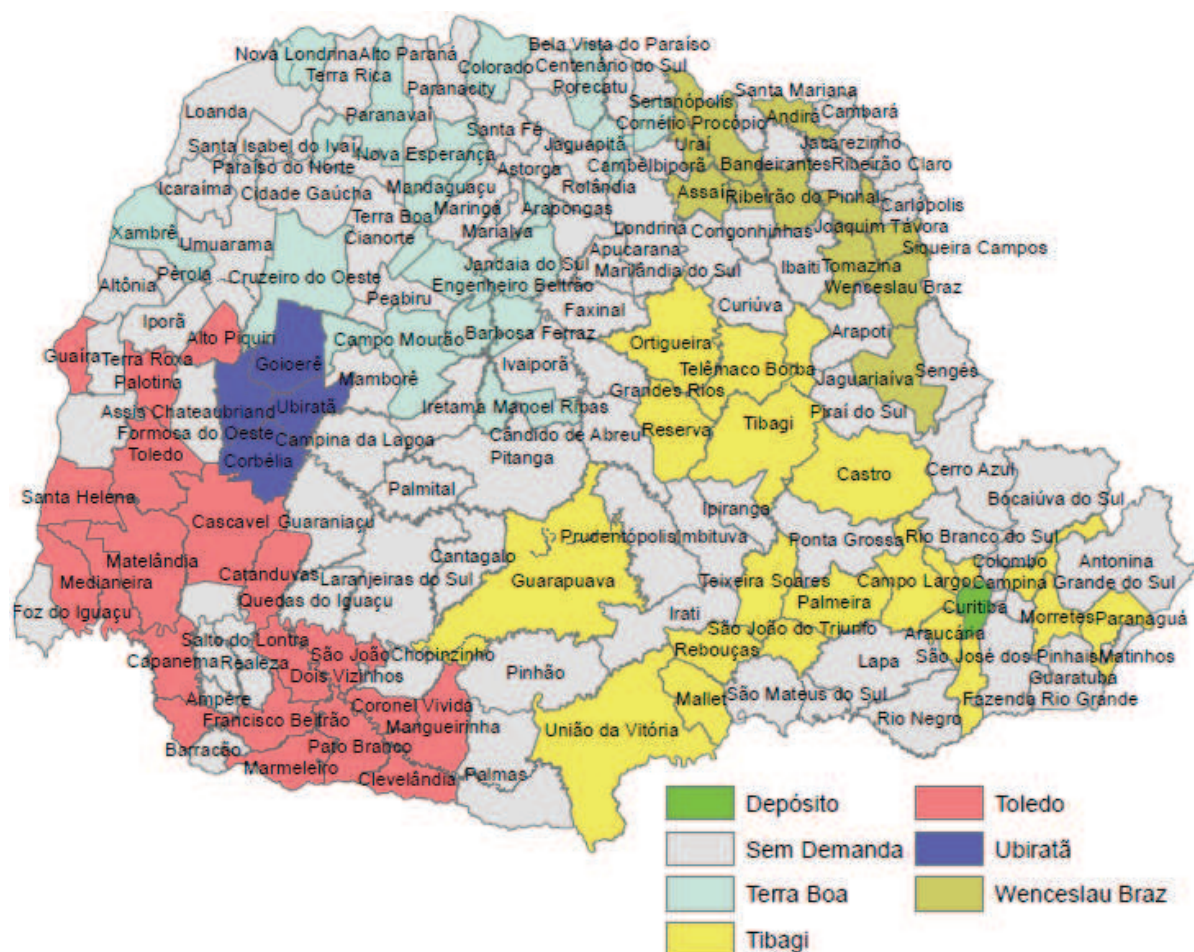 Bela Vista do Paraíso
Nova Londrina
Alto Paraná
Colorado
Centenário do Sul
Terra Rica
Paranacity
Porecatu
Santa Mariana
Loanda
Paranavaí
Sertanópolis
Andirá
Cambará
Santa Fé
Cornélio Procópio
Santa Isabel do Ivaí
Jaguapitã
Uraí
Jacarezinho
Nova Esperança
Paraíso do Norte
Astorga
Cambé
Ibiporã
Bandeirantes
Ribeirão Claro
Icaraíma
Cidade Gaúcha
Mandaguaçu
Rolândia
Assaí
Ribeirão do Pinhal
Maringá
Arapongas
Carlópolis
Terra Boa
Xambrê
Marialva
Londrina
Joaquim Távora
Umuarama
Cianorte
Apucarana
Congonhinhas
Siqueira Campos
Pérola
Cruzeiro do Oeste
Jandaia do Sul
Marilândia do Sul
Ibaiti
Tomazina
Altônia
Engenheiro Beltrão
Wenceslau Braz
Peabiru
Faxinal
Curiúva
Iporã
Alto Piquiri
Campo Mourão
Barbosa Ferraz
Arapoti
Guaíra
Terra Roxa
Goioerê
Ortigueira
Ivaiporã
Telêmaco Borba
Palotina
Mamborê
Jaguariaíva
Sengés
Grandes Rios
Assis Chateaubriand
Ubiratã
Iretama
Manoel Ribas
Piraí do Sul
Formosa do Oeste
Campina da Lagoa
Cândido de Abreu
Reserva
Tibagi
Toledo
Corbélia
Pitanga
Castro
Cerro Azul
Santa Helena
Palmital
Bocaiúva do Sul
Cascavel
Guaraniaçu
Ipiranga
Prudentópolis
Imbituva
Ponta Grossa
Rio Branco do Sul
Matelândia
Cantagalo
Colombo
Antonina
Medianeira
Catanduvas
Laranjeiras do Sul
Guarapuava
Teixeira Soares
Campo Largo
Campina Grande do Sul
Foz do Iguaçu
Quedas do Iguaçu
Palmeira
Curitiba
Irati
Morretes
Paranaguá
Salto do Lontra
São João
Chopinzinho
São João do Triunfo
Araucária
Capanema
Realeza
Dois Vizinhos
Pinhão
Rebouças
Lapa
São José dos Pinhais
Matinhos
Ampère
Coronel Vivida
Mallet
São Mateus do Sul
Guaratuba
Fazenda Rio Grande
Francisco Beltrão
Mangueirinha
União da Vitória
Rio Negro
Barracão
Pato Branco
Marmeleiro
Clevelândia
Palmas
Depósito
Toledo
Sem Demanda
Ubiratã
Terra Boa
Wenceslau Braz
Tibagi